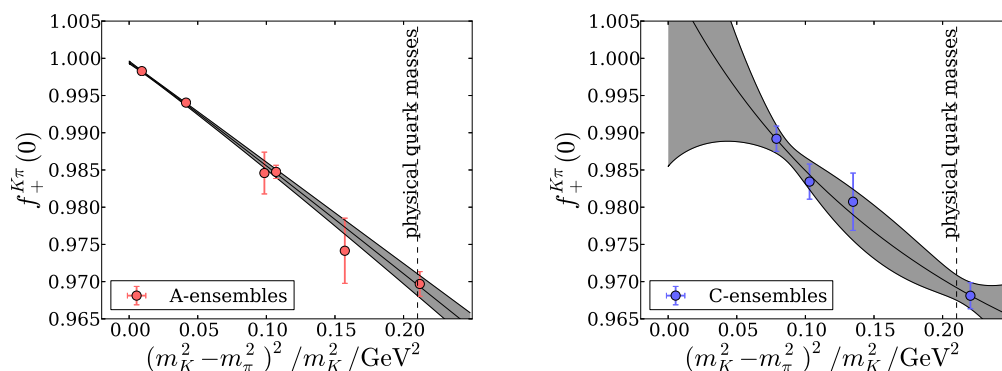 1.005
1.000
0.995
0.990
0.985
0.980
0.975
0.970
0.965
f₊ᴷᵖⁱ(0)
physical quark masses
A-ensembles
0.00 0.05 0.10 0.15 0.20
(m_K^2 − m_π^2)^2 /m_K^2 /GeV^2
1.005
1.000
0.995
0.990
0.985
0.980
0.975
0.970
0.965
f_+^{Kπ}(0)
physical quark masses
C-ensembles
0.00 0.05 0.10 0.15 0.20
(m_K^2 − m_π^2)^2 /m_K^2 /GeV^2